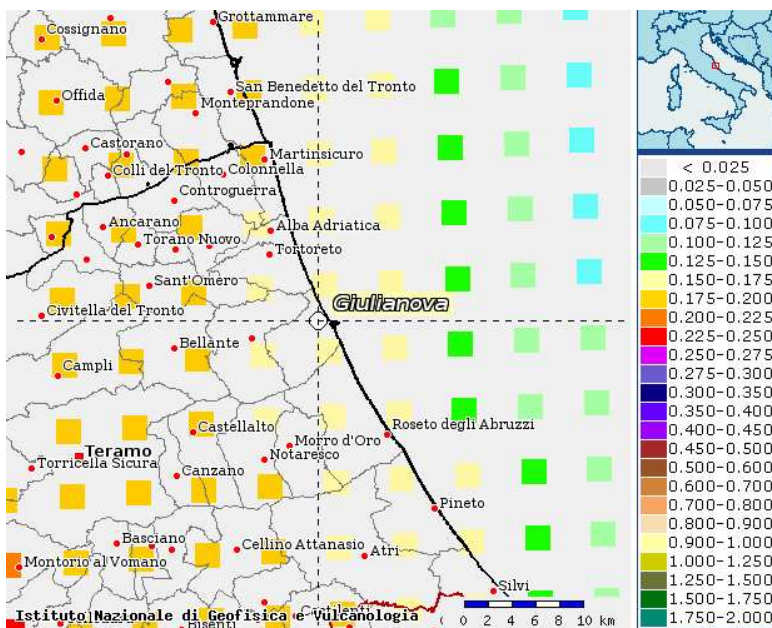 Grottammare
Cossignano
Offida
San Benedetto del Tronto
Monteprandone
Castorano
Martinsicuro
Colli del Tronto
Colonnella
Controguerra
Ancarano
Alba Adriatica
Torano Nuovo
Tortoreto
Sant'Omero
Giulianova
Civitella del Tronto
Bellante
Campli
Castellalto
Roseto degli Abruzzi
Morro d'Oro
Teramo
Notaresco
Torricella Sicura
Canzano
Pineto
Basciano
Cellino Attanasio
Atri
Montorio al Vomano
Silvi
Istituto Nazionale di Geofisica e Vulcanologia
Bisenti
0 2 4 6 8 10 km
< 0.025
0.025-0.050
0.050-0.075
0.075-0.100
0.100-0.125
0.125-0.150
0.150-0.175
0.175-0.200
0.200-0.225
0.225-0.250
0.250-0.275
0.275-0.300
0.300-0.350
0.350-0.400
0.400-0.450
0.450-0.500
0.500-0.600
0.600-0.700
0.700-0.800
0.800-0.900
0.900-1.000
1.000-1.250
1.250-1.500
1.500-1.750
1.750-2.000